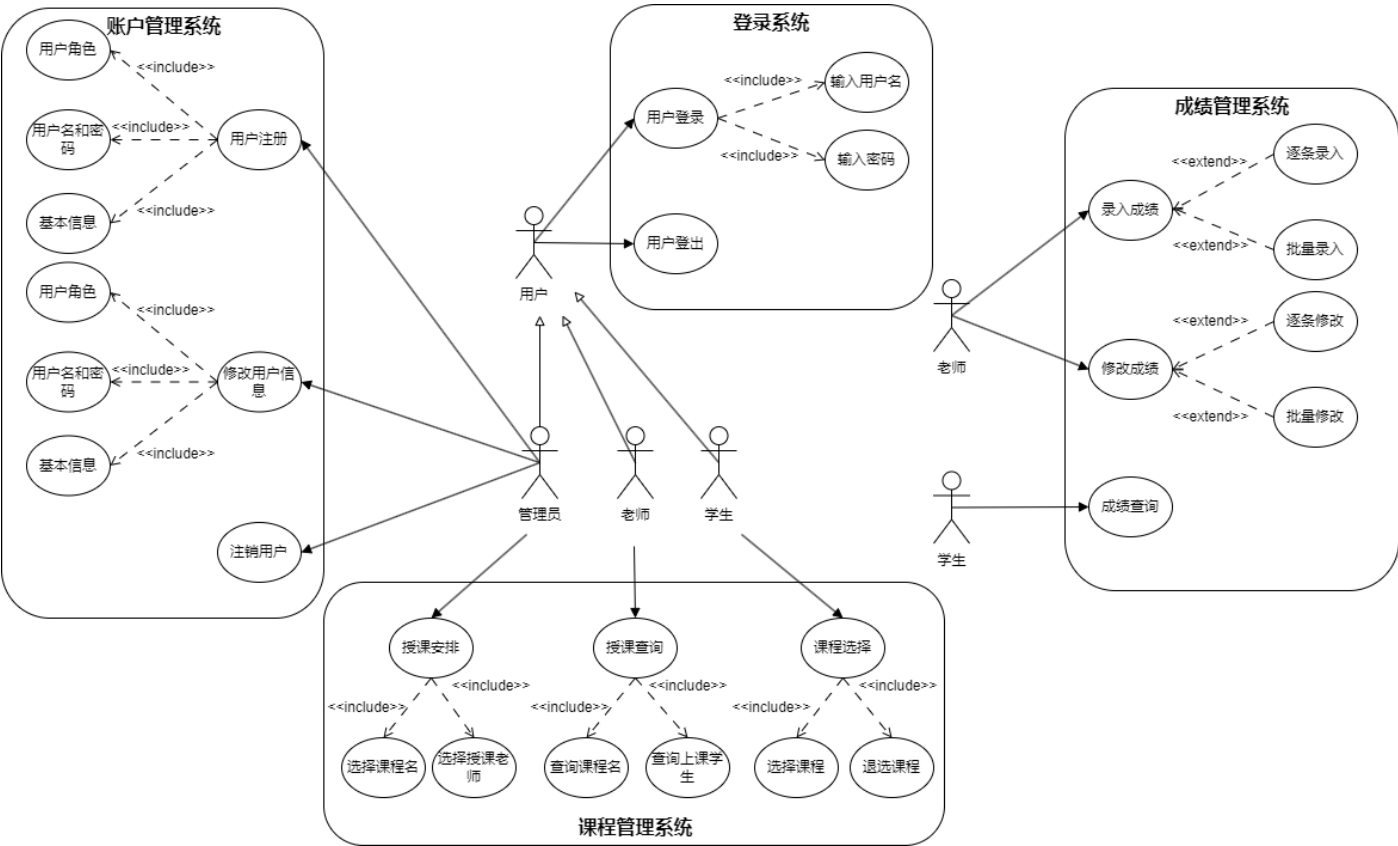 账户管理系统
用户角色
<<include>>
用户名和密
码
<<include>>
用户注册
基本信息
<<include>>
用户角色
<<include>>
用户名和密
码
<<include>>
修改用户信
息
基本信息
<<include>>
注销用户
登录系统
用户登录
<<include>>
输入用户名
<<include>>
输入密码
用户登出
用户
管理员
老师
学生
成绩管理系统
录入成绩
<<extend>>
逐条录入
<<extend>>
批量录入
老师
修改成绩
<<extend>>
逐条修改
<<extend>>
批量修改
学生
成绩查询
授课安排
授课查询
课程选择
<<include>>
<<include>>
<<include>>
<<include>>
<<include>>
<<include>>
选择课程名
选择授课老
师
查询课程名
查询上课学
生
选择课程
退选课程
课程管理系统